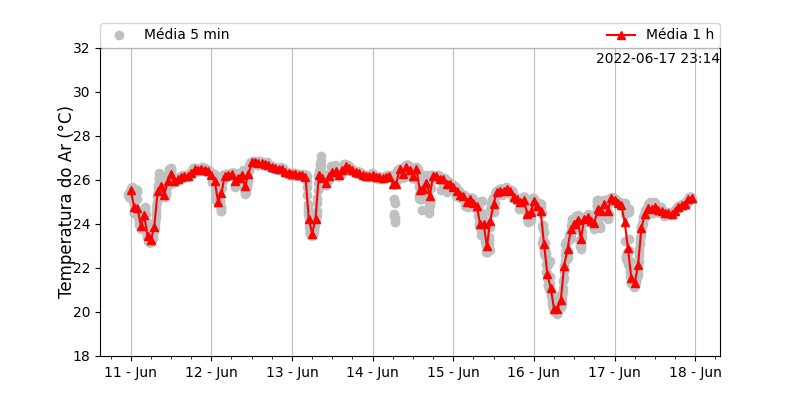 Média 5 min
Média 1 h
2022-06-17 23:14
Temperatura do Ar (°C)
32
30
28
26
24
22
20
18
11 - Jun
12 - Jun
13 - Jun
14 - Jun
15 - Jun
16 - Jun
17 - Jun
18 - Jun